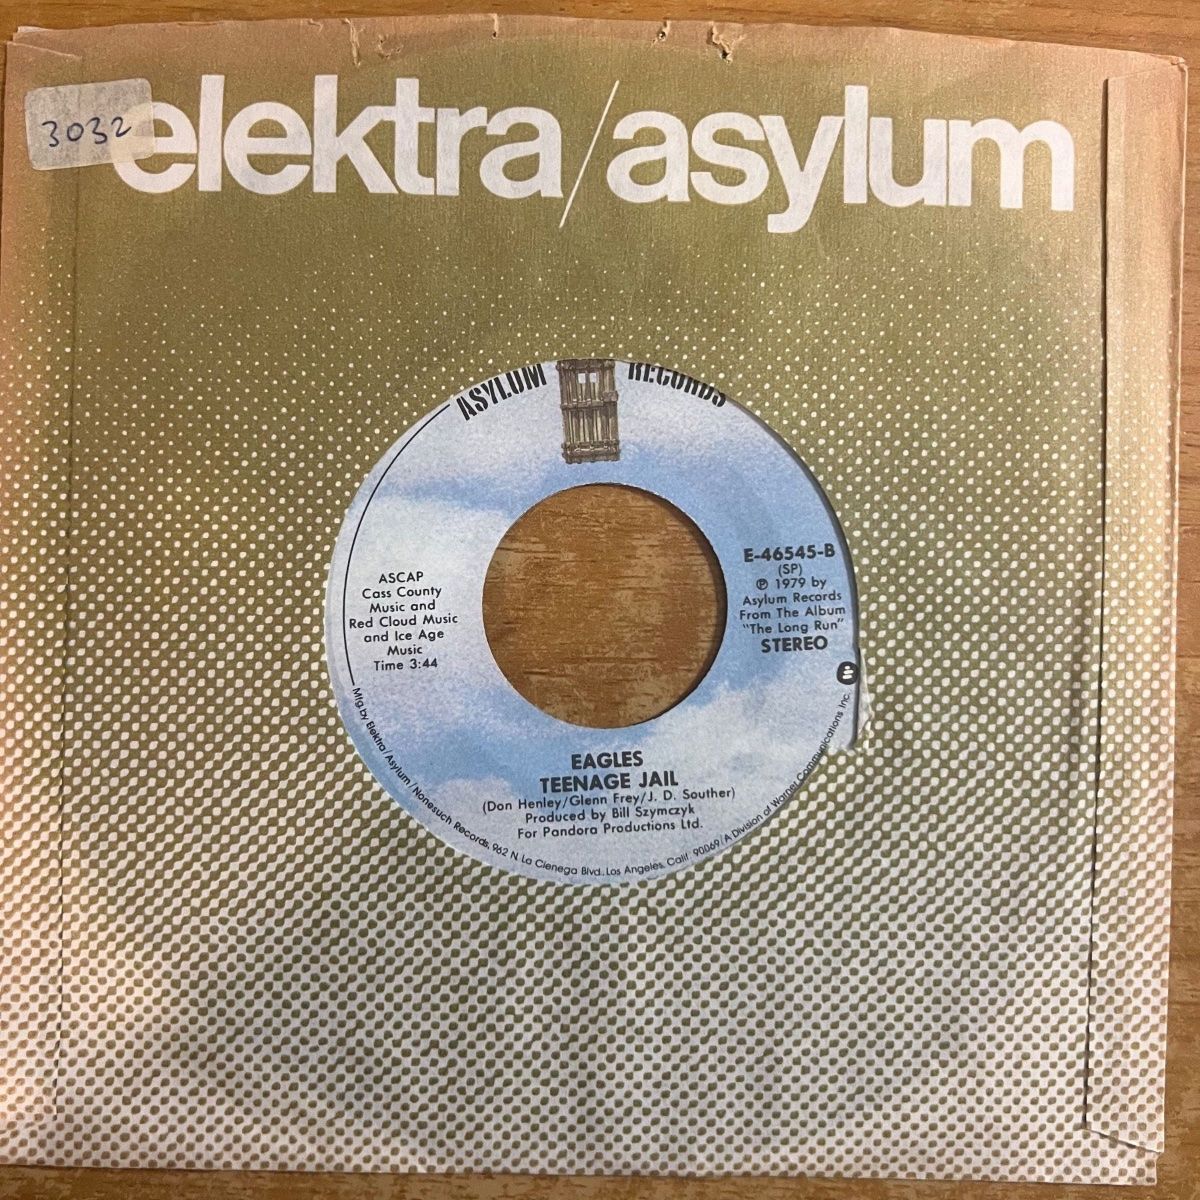 3032
elektra/asylum
ASYLUM RECORDS
ASCAP
Cass County
Music and
Red Cloud Music
and Ice Age
Music
Time 3:44
E-46545-B
(SP)
℗ 1979 by
Asylum Records
From The Album
"The Long Run"
STEREO
EAGLES
TEENAGE JAIL
(Don Henley/Glenn Frey/J. D. Souther)
Produced by Bill Szymczyk
For Pandora Productions Ltd.
Mfg. by Elektra/Asylum/Nonesuch Records, 962 N. La Cienega Blvd., Los Angeles, Calif. 90069/A Division of Warner Communications Inc.